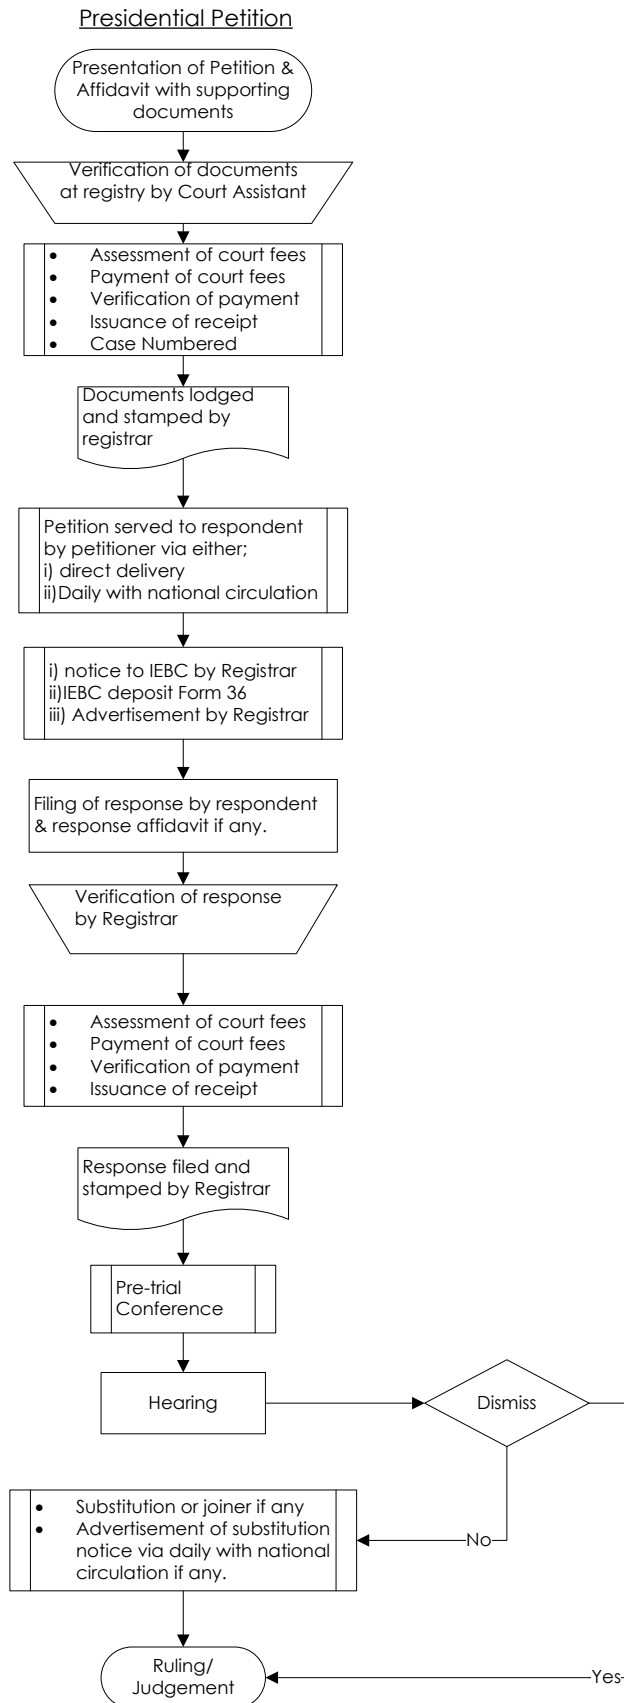 Presidential Petition
Presentation of Petition &
Affidavit with supporting
documents
Verification of documents
at registry by Court Assistant
• Assessment of court fees
• Payment of court fees
• Verification of payment
• Issuance of receipt
• Case Numbered
Documents lodged
and stamped by
registrar
Petition served to respondent
by petitioner via either;
i) direct delivery
ii)Daily with national circulation
i) notice to IEBC by Registrar
ii)IEBC deposit Form 36
iii) Advertisement by Registrar
Filing of response by respondent
& response affidavit if any.
Verification of response
by Registrar
• Assessment of court fees
• Payment of court fees
• Verification of payment
• Issuance of receipt
Response filed and
stamped by Registrar
Pre-trial
Conference
Hearing
Dismiss
• Substitution or joiner if any
• Advertisement of substitution
notice via daily with national
circulation if any.
No
Ruling/
Judgement
Yes